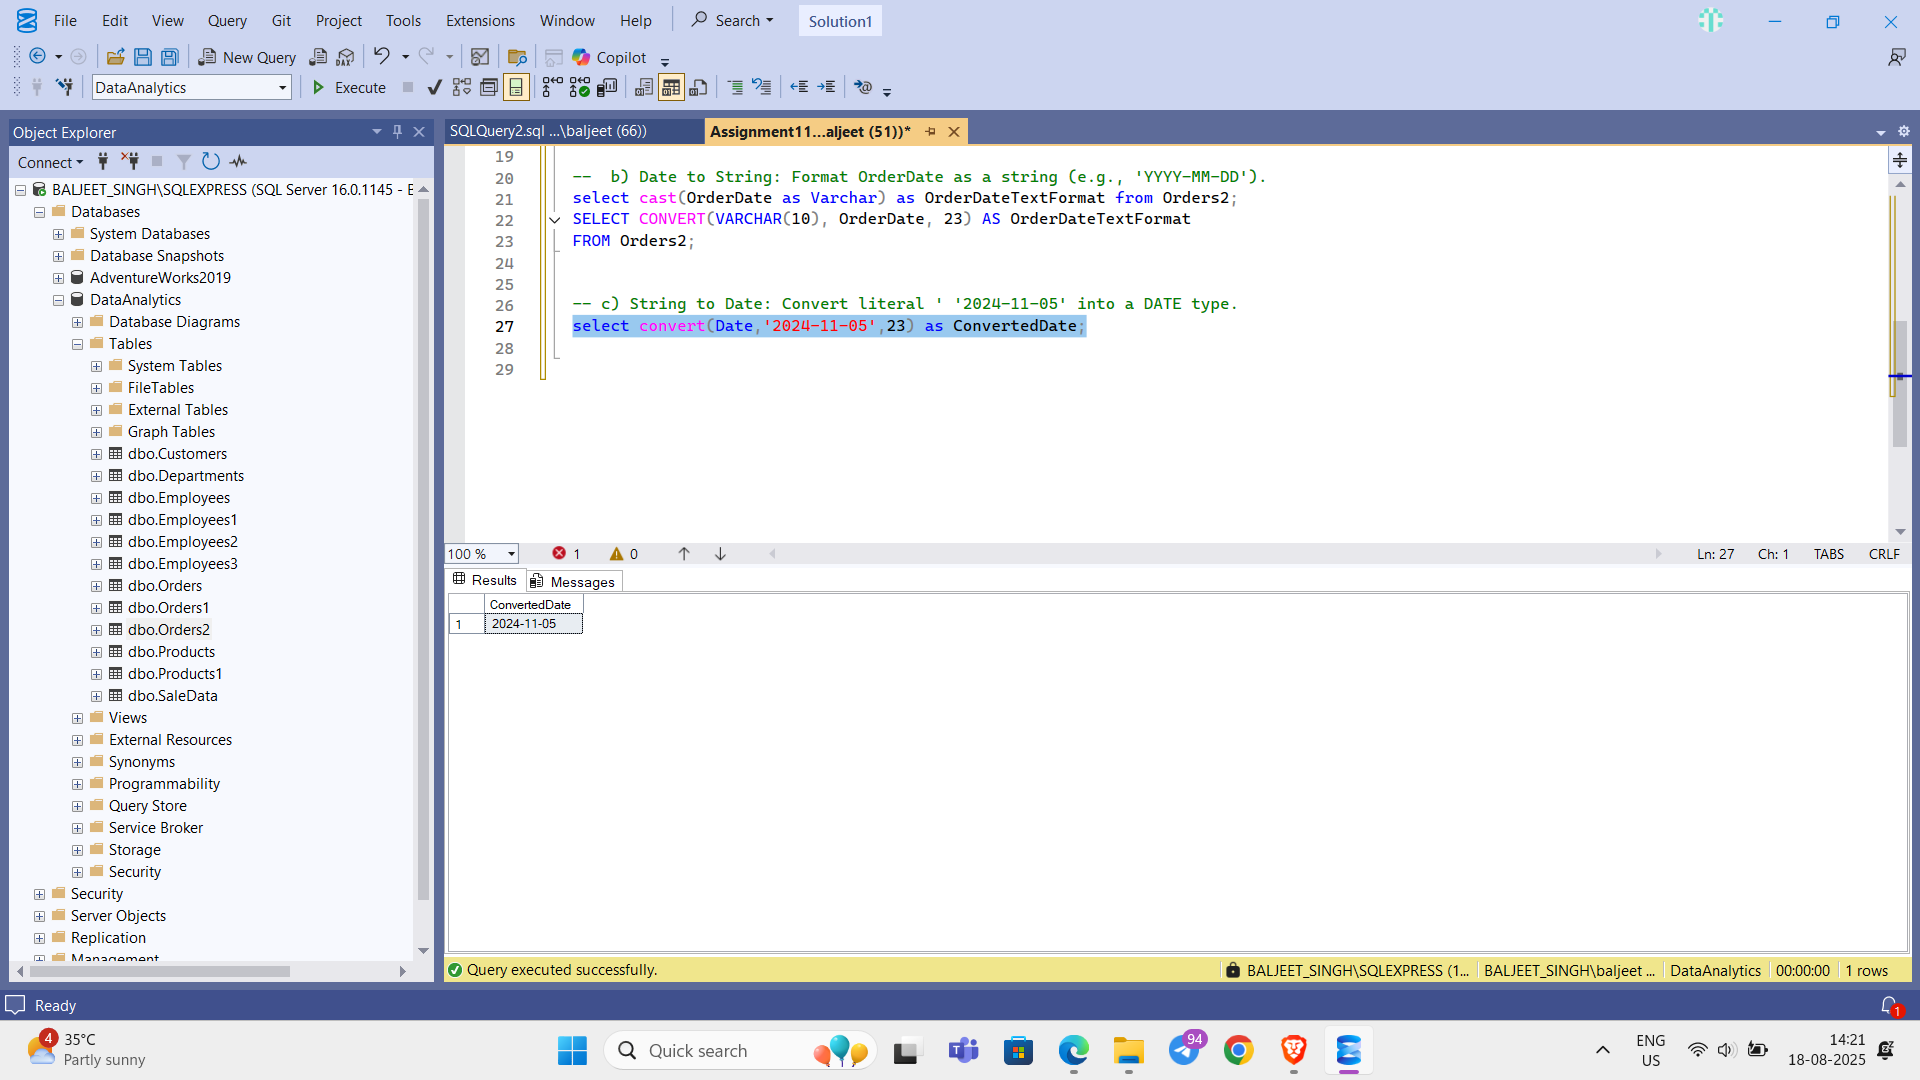 File Edit View Query Git Project Tools Extensions Window Help Search Solution1
New Query DAX Copilot
DataAnalytics Execute
Object Explorer
Connect
BALJEET_SINGH\SQLEXPRESS (SQL Server 16.0.1145 - E
Databases
System Databases
Database Snapshots
AdventureWorks2019
DataAnalytics
Database Diagrams
Tables
System Tables
FileTables
External Tables
Graph Tables
dbo.Customers
dbo.Departments
dbo.Employees
dbo.Employees1
dbo.Employees2
dbo.Employees3
dbo.Orders
dbo.Orders1
dbo.Orders2
dbo.Products
dbo.Products1
dbo.SaleData
Views
External Resources
Synonyms
Programmability
Query Store
Service Broker
Storage
Security
Security
Server Objects
Replication
Management
SQLQuery2.sql ...\baljeet (66)) Assignment11...aljeet (51))*
19
20 -- b) Date to String: Format OrderDate as a string (e.g., 'YYYY-MM-DD').
21 select cast(OrderDate as Varchar) as OrderDateTextFormat from Orders2;
22 SELECT CONVERT(VARCHAR(10), OrderDate, 23) AS OrderDateTextFormat
23 FROM Orders2;
24
25
26 -- c) String to Date: Convert literal ' '2024-11-05' into a DATE type.
27 select convert(Date,'2024-11-05',23) as ConvertedDate;
28
29
100 % 1 0 Ln: 27 Ch: 1 TABS CRLF
Results Messages
ConvertedDate
1 2024-11-05
Query executed successfully. BALJEET_SINGH\SQLEXPRESS (1... BALJEET_SINGH\baljeet ... DataAnalytics 00:00:00 1 rows
Ready 1
4 35°C
Partly sunny
Quick search 94
ENG
US
14:21
18-08-2025